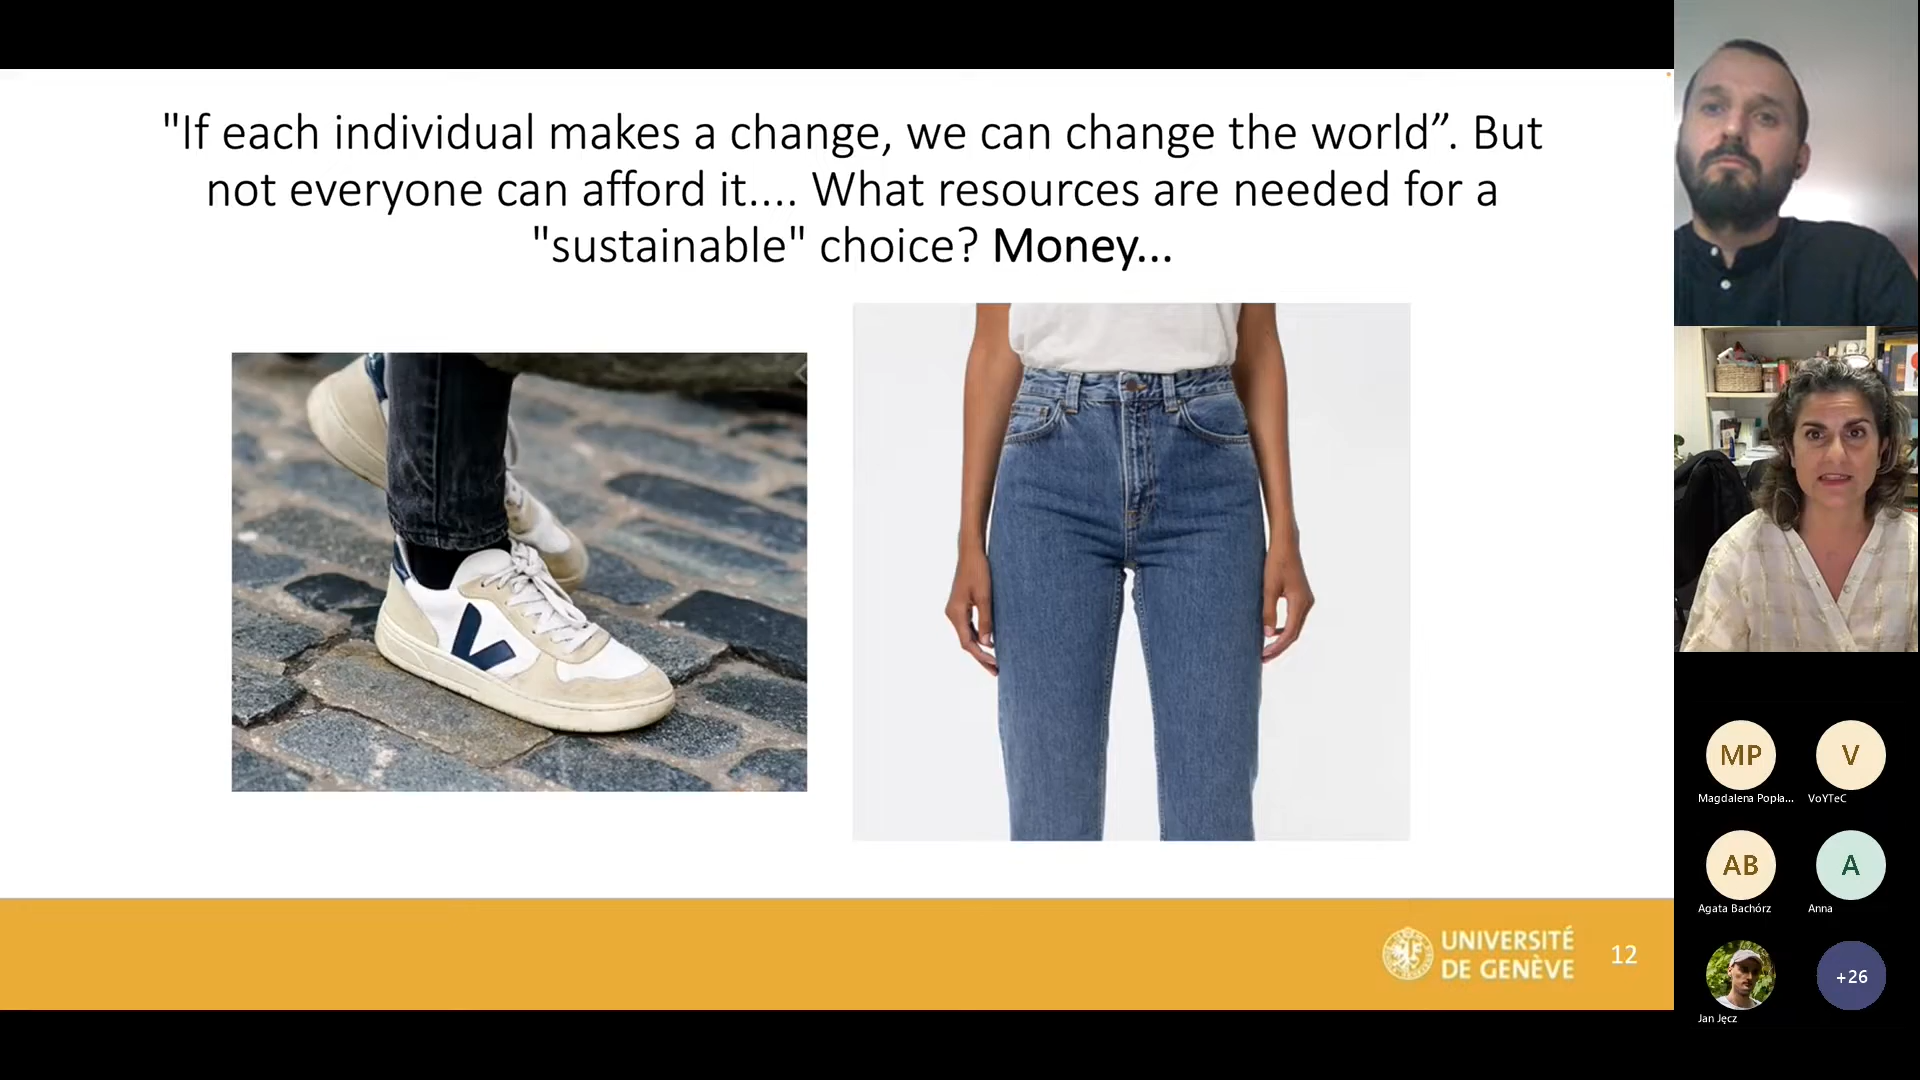 "If each individual makes a change, we can change the world”. But
not everyone can afford it.... What resources are needed for a
"sustainable" choice? Money...
V
UNIVERSITÉ
DE GENÈVE
12
MP
V
Magdalena Popła...
VoYTeC
AB
A
Agata Bachórz
Anna
+26
Jan Jęcz